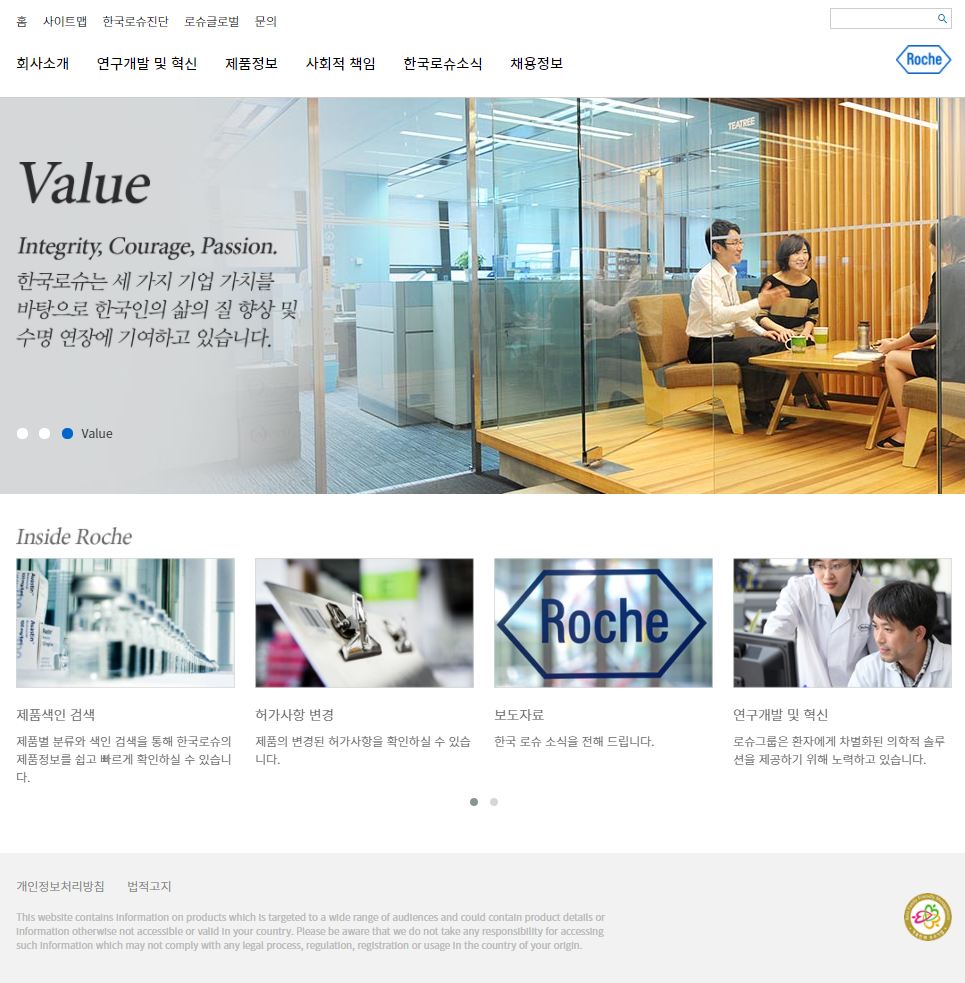 홈 사이트맵 한국로슈진단 로슈글로벌 문의
회사소개 연구개발 및 혁신 제품정보 사회적 책임 한국로슈소식 채용정보
Roche
TEATREE
Value
Integrity, Courage, Passion.
한국로슈는 세 가지 기업 가치를
바탕으로 한국인의 삶의 질 향상 및
수명 연장에 기여하고 있습니다.
Value
Inside Roche
Roche
제품색인 검색
허가사항 변경
보도자료
연구개발 및 혁신
제품별 분류와 색인 검색을 통해 한국로슈의
제품정보를 쉽고 빠르게 확인하실 수 있습니
다.
제품의 변경된 허가사항을 확인하실 수 있습
니다.
한국 로슈 소식을 전해 드립니다.
로슈그룹은 환자에게 차별화된 의학적 솔루
션을 제공하기 위해 노력하고 있습니다.
개인정보처리방침 법적고지
This website contains information on products which is targeted to a wide range of audiences and could contain product details or
information otherwise not accessible or valid in your country. Please be aware that we do not take any responsibility for accessing
such information which may not comply with any legal process, regulation, registration or usage in the country of your origin.